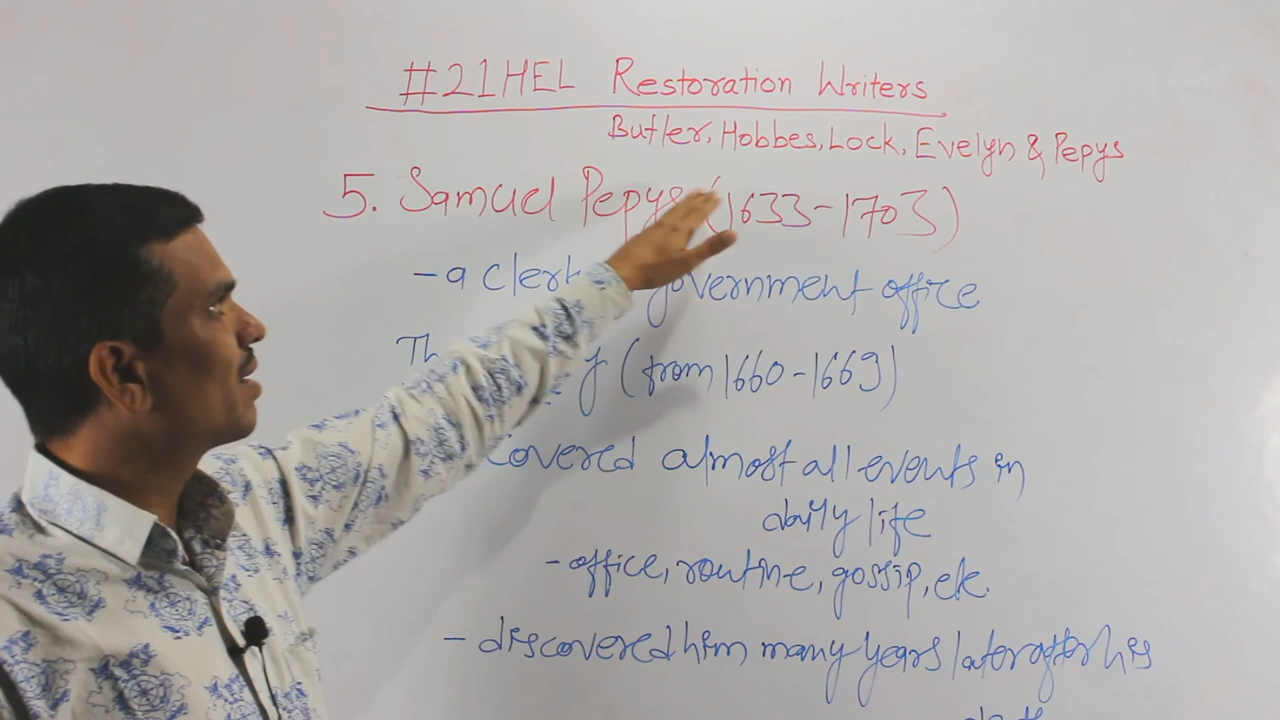 #21HEL Restoration Writers
Butler, Hobbes, Lock, Evelyn & Pepys
5. Samuel Pepys (1633-1703)
- a clerk government office
(from 1660-1669)
Covered almost all events in
daily life
- office, routine, gossip, etc.
- discovered him many years later after his